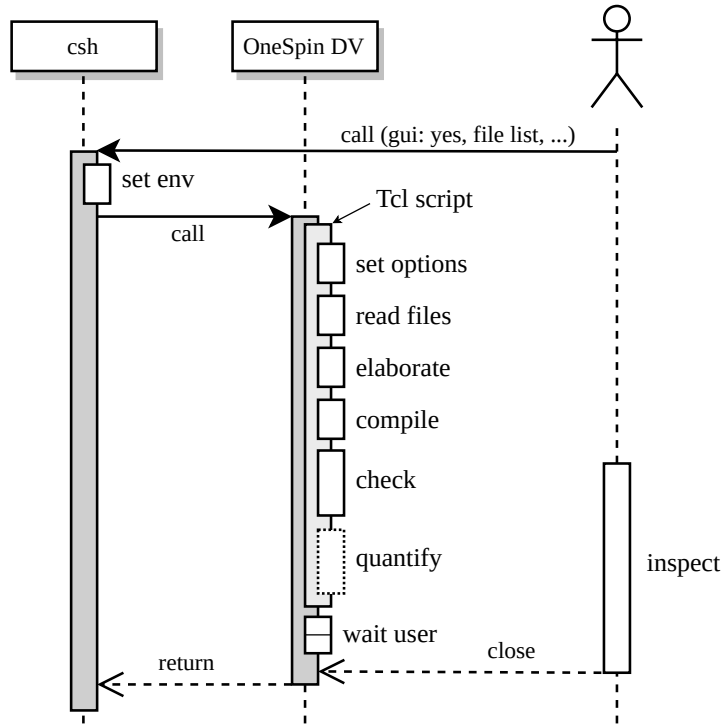 csh
OneSpin DV
call (gui: yes, file list, ...)
set env
Tcl script
call
set options
read files
elaborate
compile
check
quantify
inspect
wait user
close
return